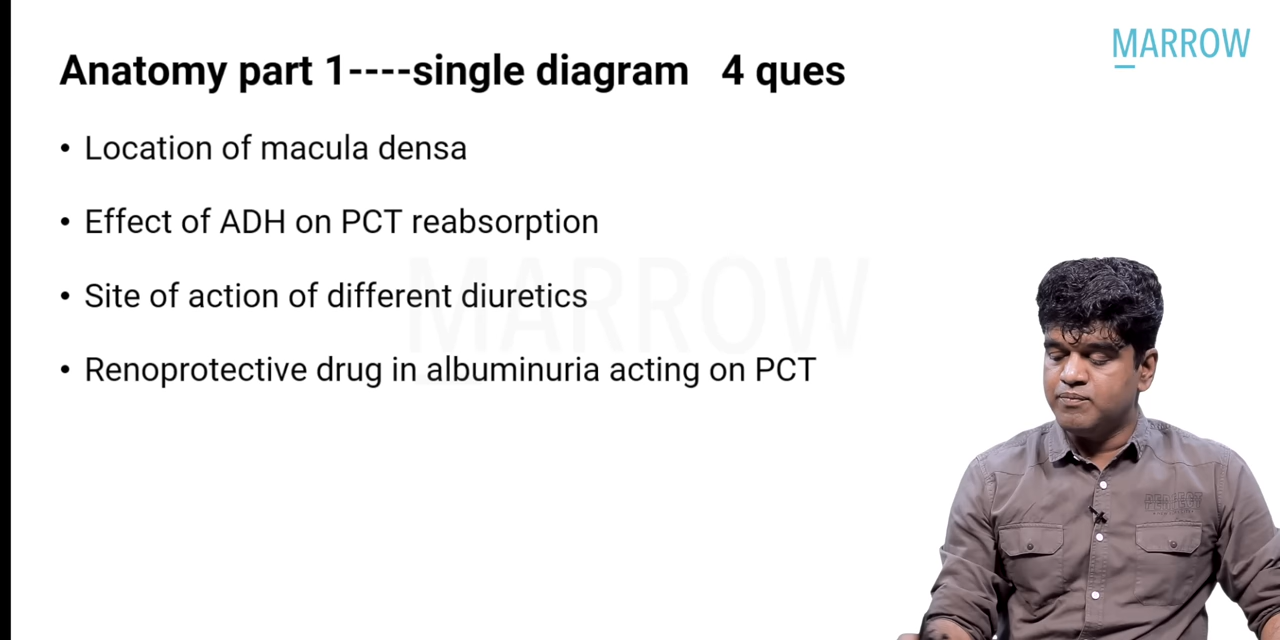 MARROW
Anatomy part 1----single diagram 4 ques
• Location of macula densa
• Effect of ADH on PCT reabsorption
• Site of action of different diuretics
• Renoprotective drug in albuminuria acting on PCT
MARROW